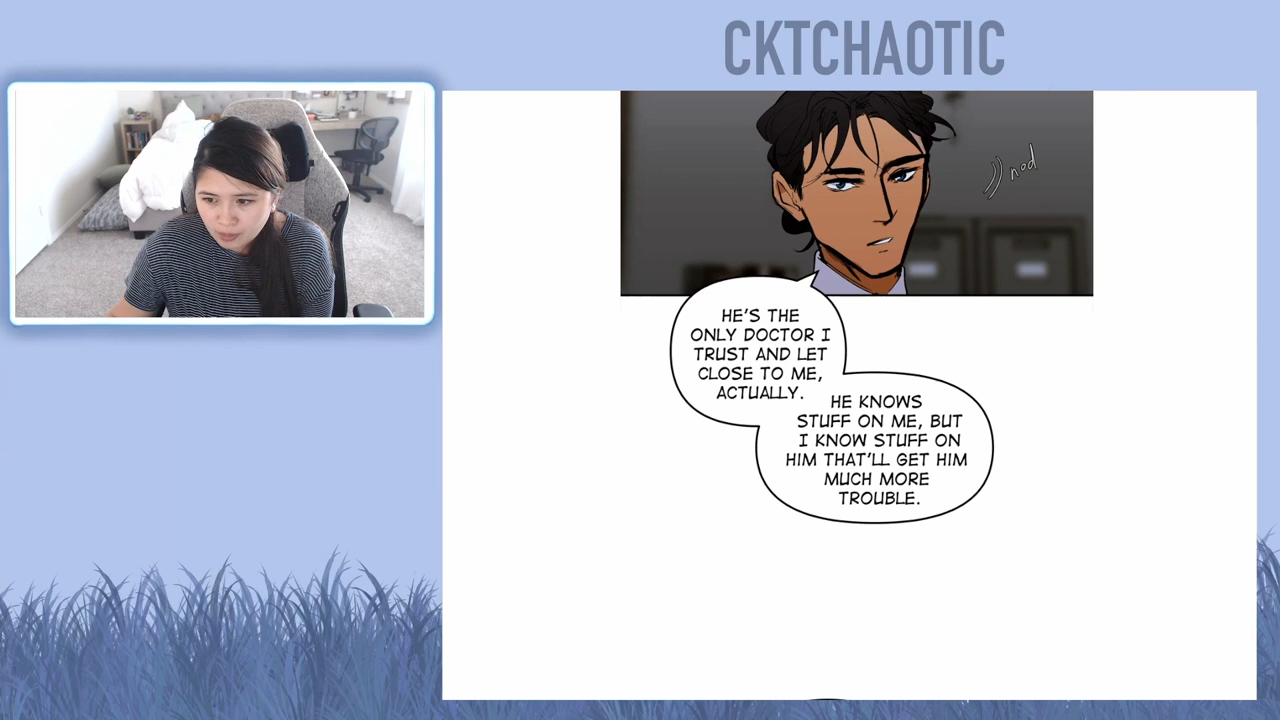 CKTCHAOTIC
nod
HE'S THE
ONLY DOCTOR I
TRUST AND LET
CLOSE TO ME,
ACTUALLY.
HE KNOWS
STUFF ON ME, BUT
I KNOW STUFF ON
HIM THAT'LL GET HIM
MUCH MORE
TROUBLE.